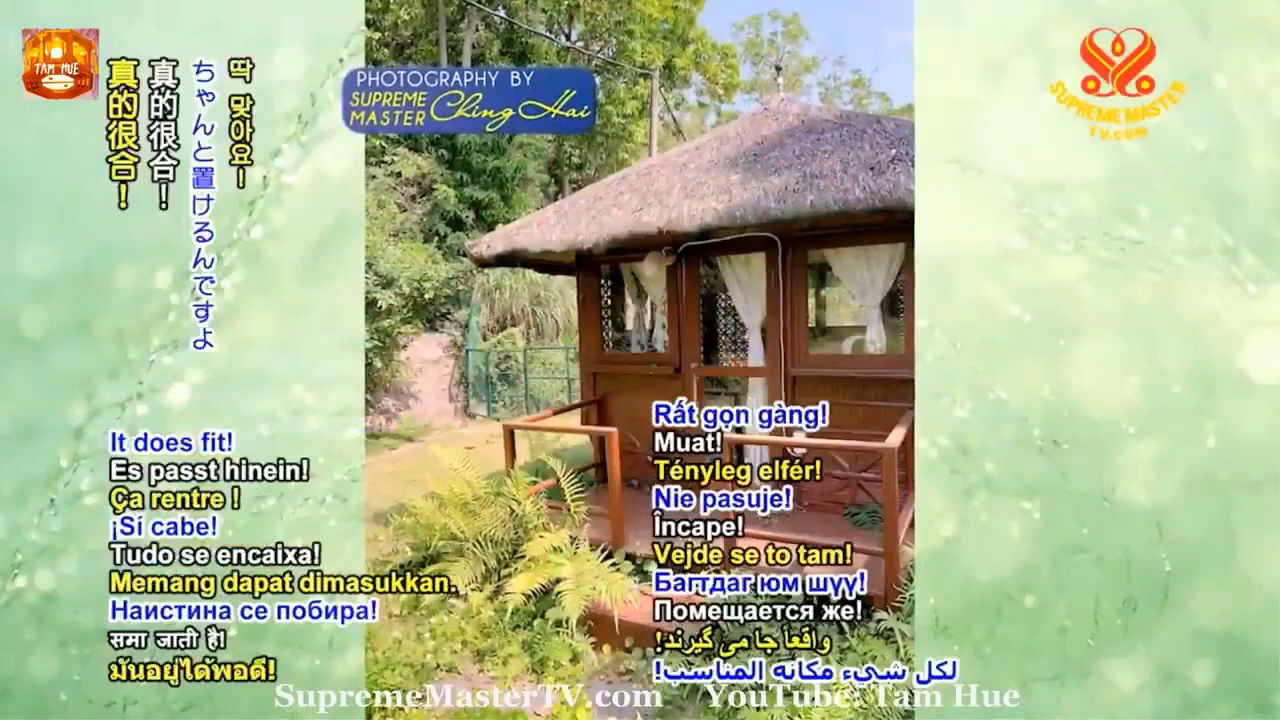 TAM HUE
真的很合！
真的很合！
ちゃんと置けるんですよ
딱 맞아요!
PHOTOGRAPHY BY
SUPREME MASTER Ching Hai
SUPREME MASTER
TV.com
It does fit!
Es passt hinein!
Ça rentre !
¡Sí cabe!
Tudo se encaixa!
Memang dapat dimasukkan.
Наистина се побира!
समा जाती है।
มันอยู่ได้พอดี!
Rất gọn gàng!
Muat!
Tényleg elfér!
Nie pasuje!
Încape!
Vejde se to tam!
Багтдаг юм шүү!
Помещается же!
واقعاً جا می گیرند!
لكل شيء مكانه المناسب!
SupremeMasterTV.com YouTube: Tam Hue